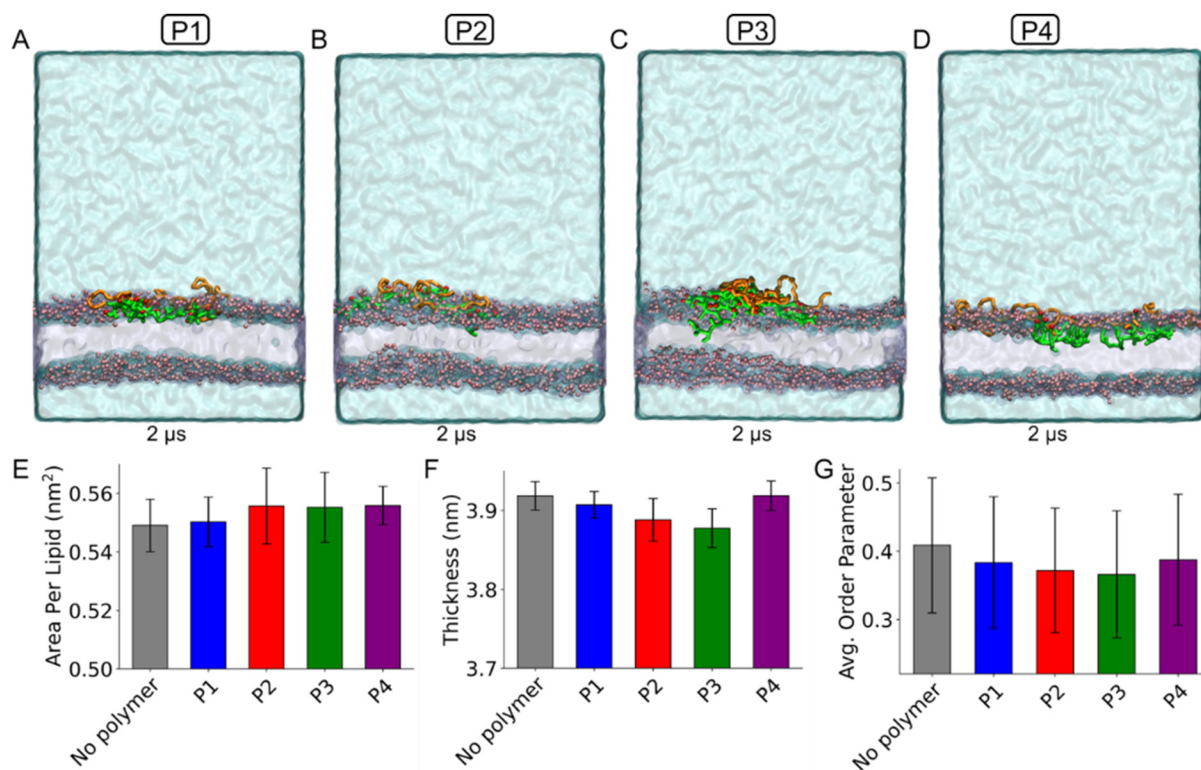 P1 P2 P3 P4
A B C D
2 µs 2 µs 2 µs 2 µs
E
Area Per Lipid (nm²)
0.56
0.54
0.52
0.50
No polymer P1 P2 P3 P4
F
Thickness (nm)
3.9
3.8
3.7
No polymer P1 P2 P3 P4
G
Avg. Order Parameter
0.5
0.4
0.3
No polymer P1 P2 P3 P4